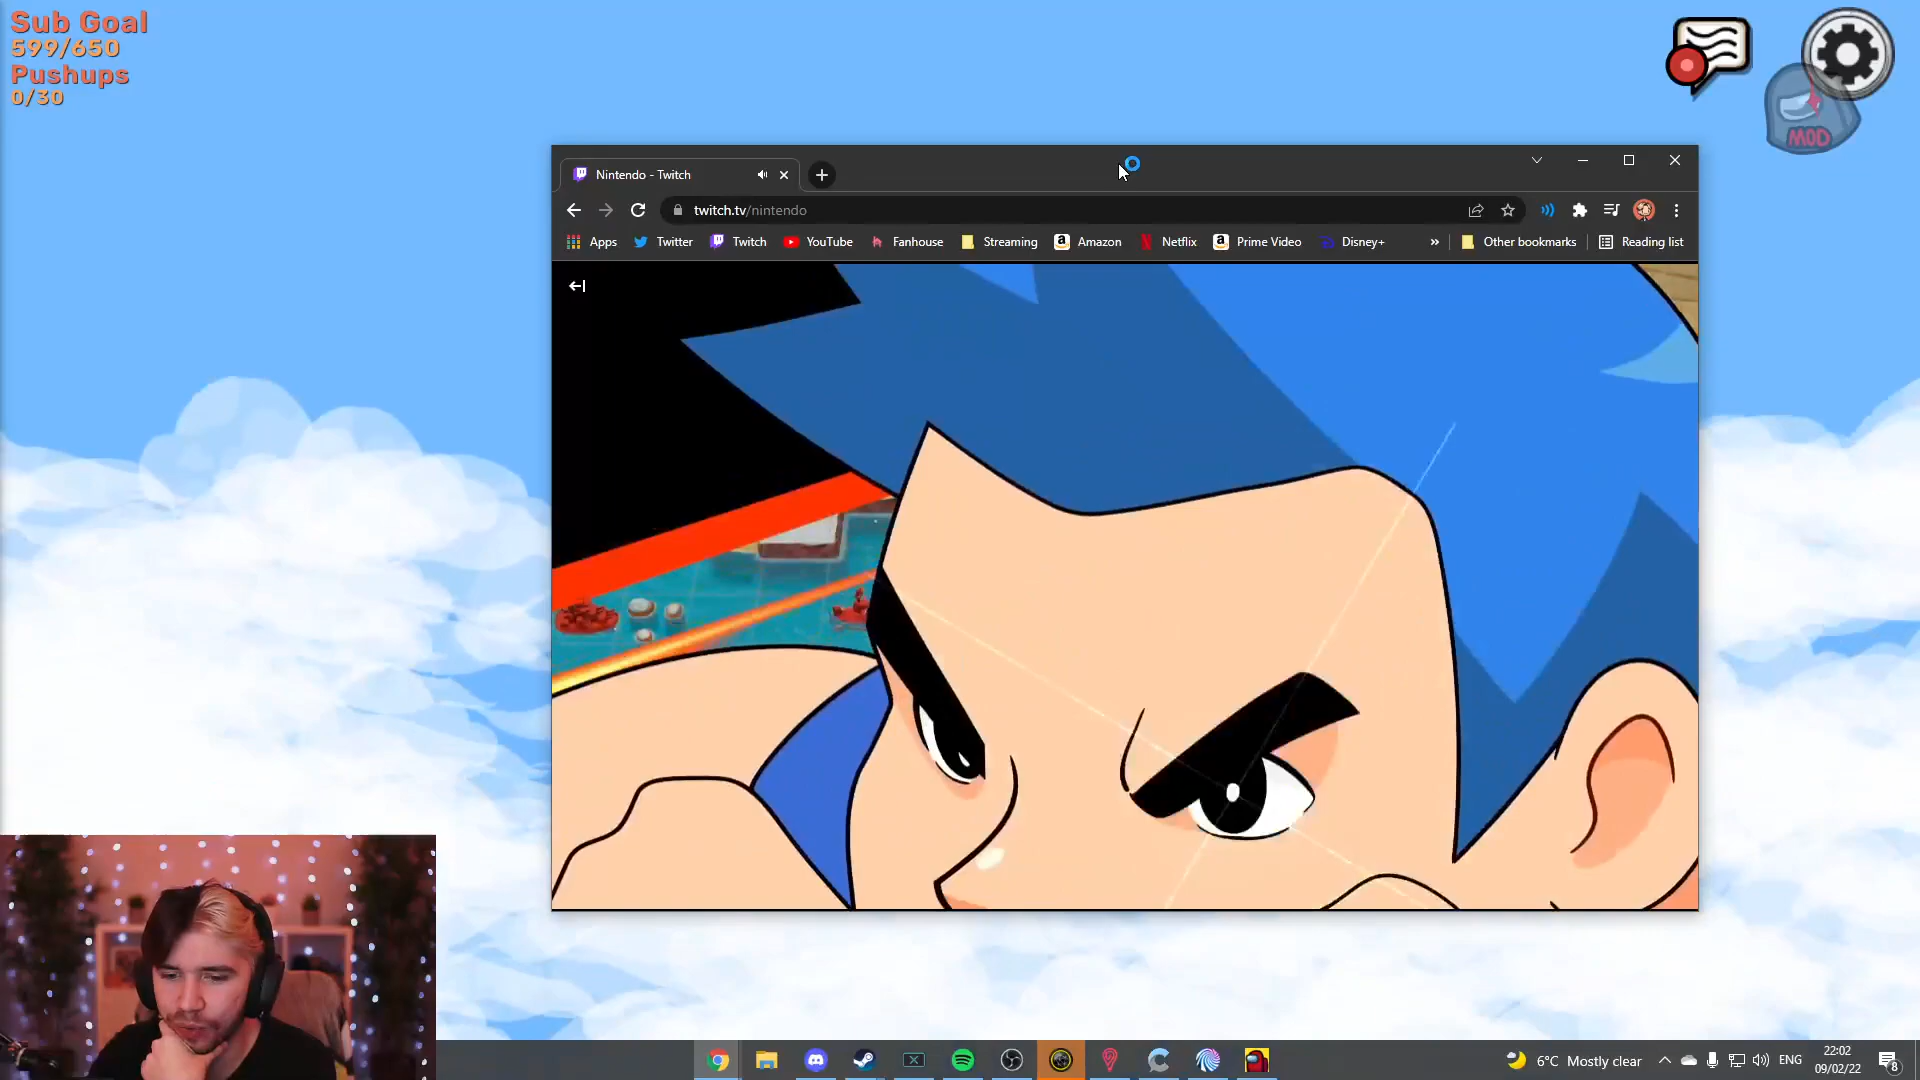 Sub Goal
599/650
Pushups
0/30
MOD
Nintendo - Twitch
twitch.tv/nintendo
Apps Twitter Twitch YouTube Fanhouse Streaming Amazon Netflix Prime Video Disney+ » Other bookmarks Reading list
6°C Mostly clear ENG 22:02
09/02/22 8